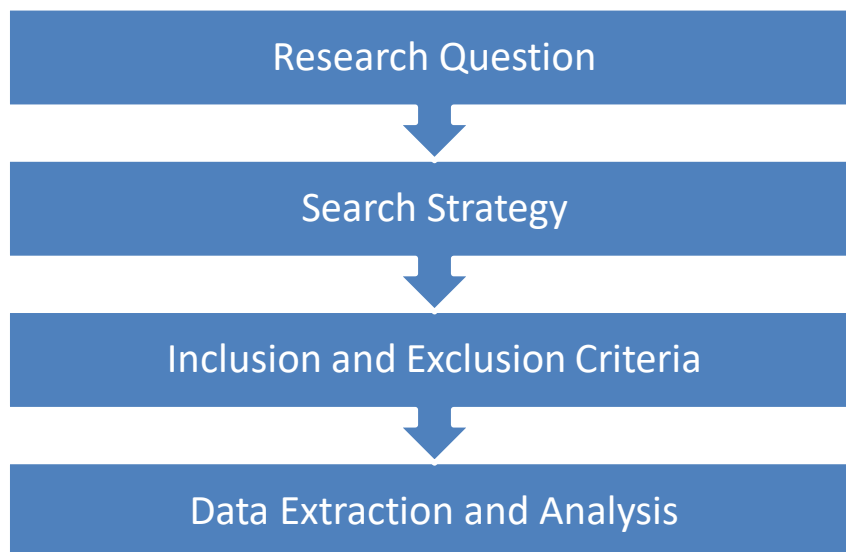 Research Question
Search Strategy
Inclusion and Exclusion Criteria
Data Extraction and Analysis